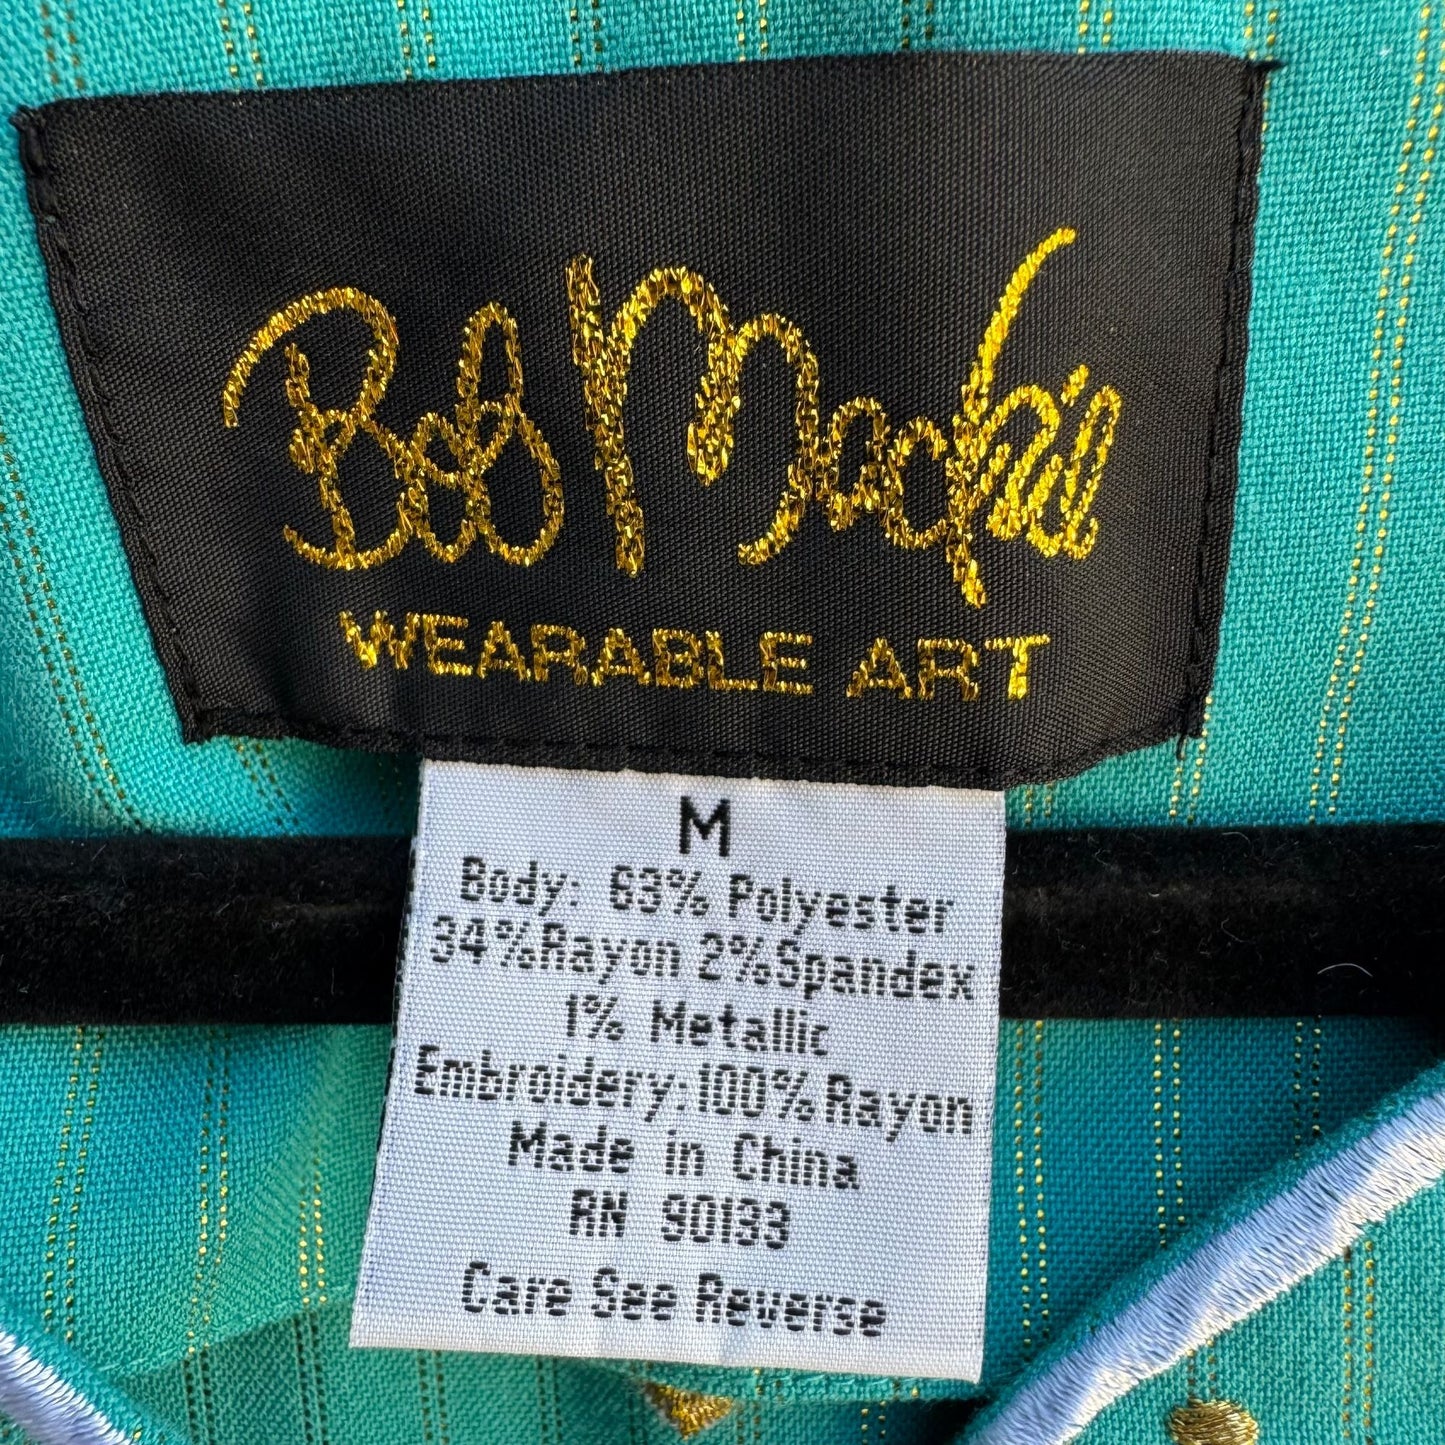 Bob Mackie
WEARABLE ART
M
Body: 63% Polyester
34%Rayon 2%Spandex
1% Metallic
Embroidery:100%Rayon
Made in China
RN 90133
Care See Reverse